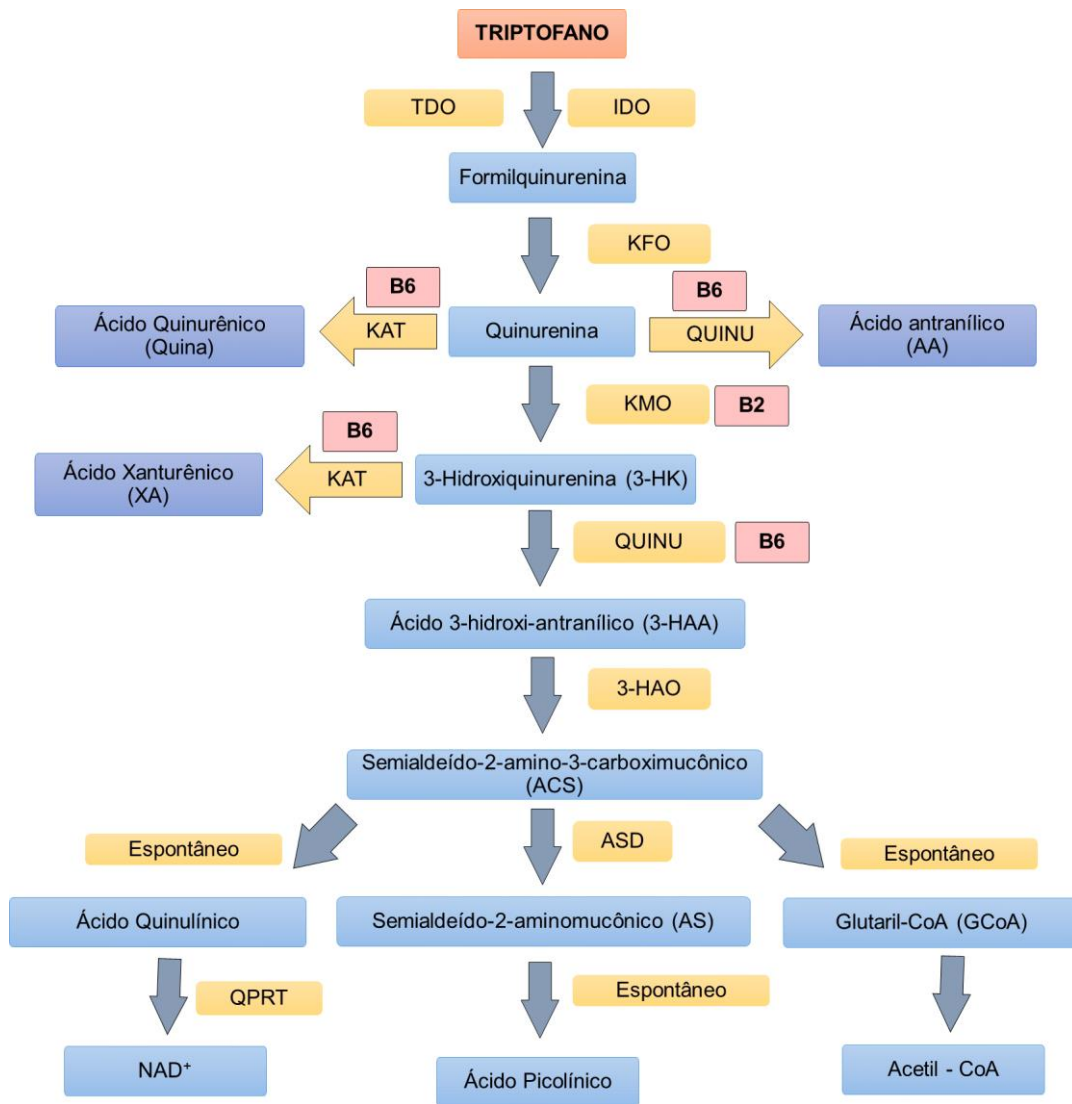 TRIPTOFANO
TDO
IDO
Formilquinurenina
KFO
B6
B6
Ácido Quinurênico
(Quina)
KAT
Quinurenina
QUINU
Ácido antranílico
(AA)
KMO
B2
B6
Ácido Xanturênico
(XA)
KAT
3-Hidroxiquinurenina (3-HK)
QUINU
B6
Ácido 3-hidroxi-antranílico (3-HAA)
3-HAO
Semialdeído-2-amino-3-carboximucônico
(ACS)
Espontâneo
ASD
Espontâneo
Ácido Quinulínico
Semialdeído-2-aminomucônico (AS)
Glutaril-CoA (GCoA)
QPRT
Espontâneo
NAD⁺
Ácido Picolínico
Acetil - CoA